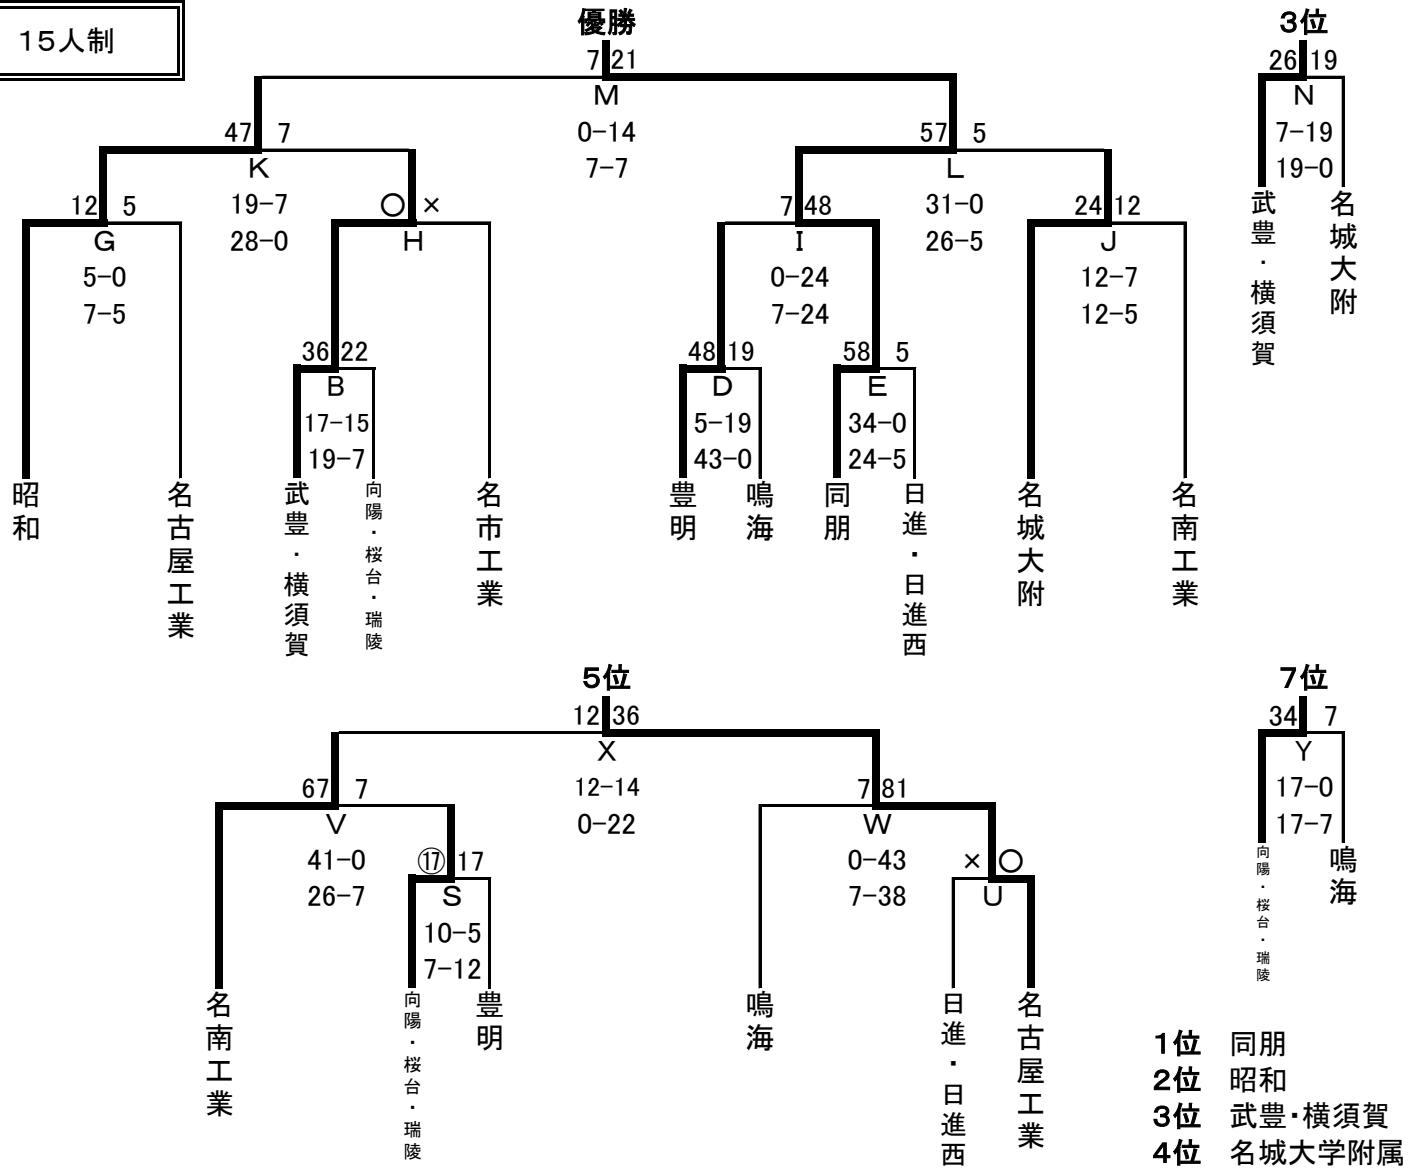 15人制
優勝
3位
7 21
26 19
M
N
0-14
7-19
7-7
19-0
武豊・横須賀
名城大附
47 7
57 5
K
L
19-7
31-0
28-0
26-5
12 5
○ ×
7 48
24 12
G
H
I
J
5-0
0-24
12-7
7-5
7-24
12-5
36 22
48 19
58 5
B
D
E
17-15
5-19
34-0
19-7
43-0
24-5
昭和
名古屋工業
武豊・横須賀
向陽・桜台・瑞陵
名市工業
豊明
鳴海
同朋
日進・日進西
名城大附
名南工業
5位
7位
12 36
34 7
X
Y
12-14
17-0
0-22
17-7
向陽・桜台・瑞陵
鳴海
67 7
7 81
V
W
41-0
0-43
26-7
7-38
⑰ 17
× ○
S
U
10-5
7-12
名南工業
向陽・桜台・瑞陵
豊明
鳴海
日進・日進西
名古屋工業
1位 同朋
2位 昭和
3位 武豊・横須賀
4位 名城大学附属